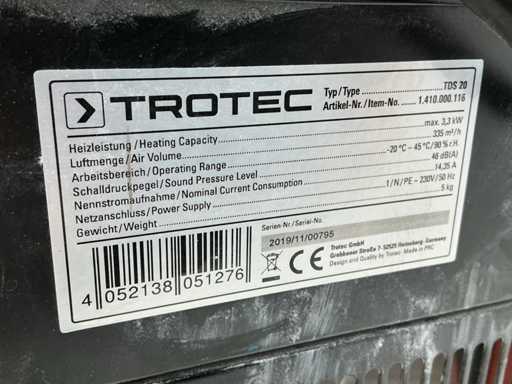 TROTEC
Typ/Type TDS 20
Artikel-Nr./Item-No. 1.410.000.116
Heizleistung/Heating Capacity max. 3,3 kW
Luftmenge/Air Volume 335 m³/h
Arbeitsbereich/Operating Range -20°C – 45°C/90% r.H.
Schalldruckpegel/Sound Pressure Level 46 dB(A)
Nennstromaufnahme/Nominal Current Consumption 14,35 A
Netzanschluss/Power Supply 1/N/PE~ 230V/50 Hz
Gewicht/Weight 5 kg
Serien-Nr./Serial-No.
2019/11/00795
Trotec GmbH
Grebbener Straße 7 · 52525 Heinsberg · Germany
Design and Quality by Trotec · Made in PRC
CE
4 052138 051276